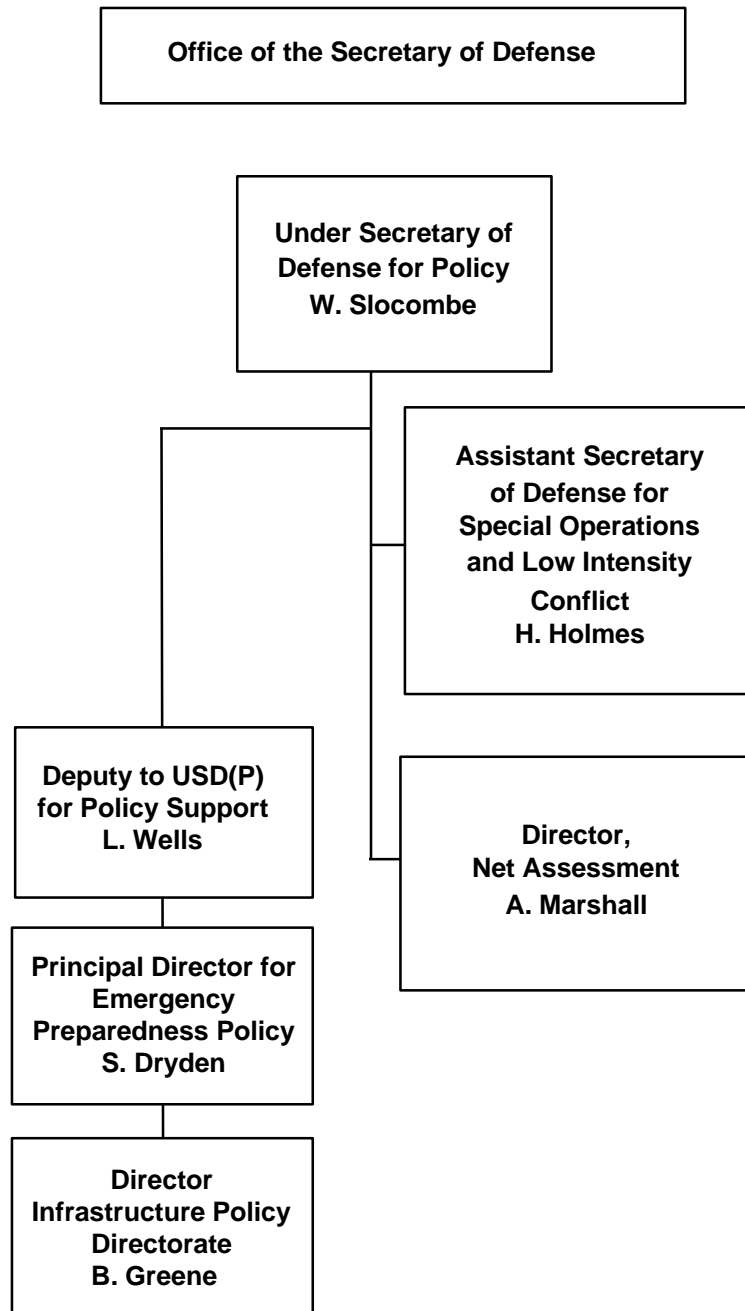 Office of the Secretary of Defense
Under Secretary of
Defense for Policy
W. Slocombe
Assistant Secretary
of Defense for
Special Operations
and Low Intensity
Conflict
H. Holmes
Deputy to USD(P)
for Policy Support
L. Wells
Director,
Net Assessment
A. Marshall
Principal Director for
Emergency
Preparedness Policy
S. Dryden
Director
Infrastructure Policy
Directorate
B. Greene